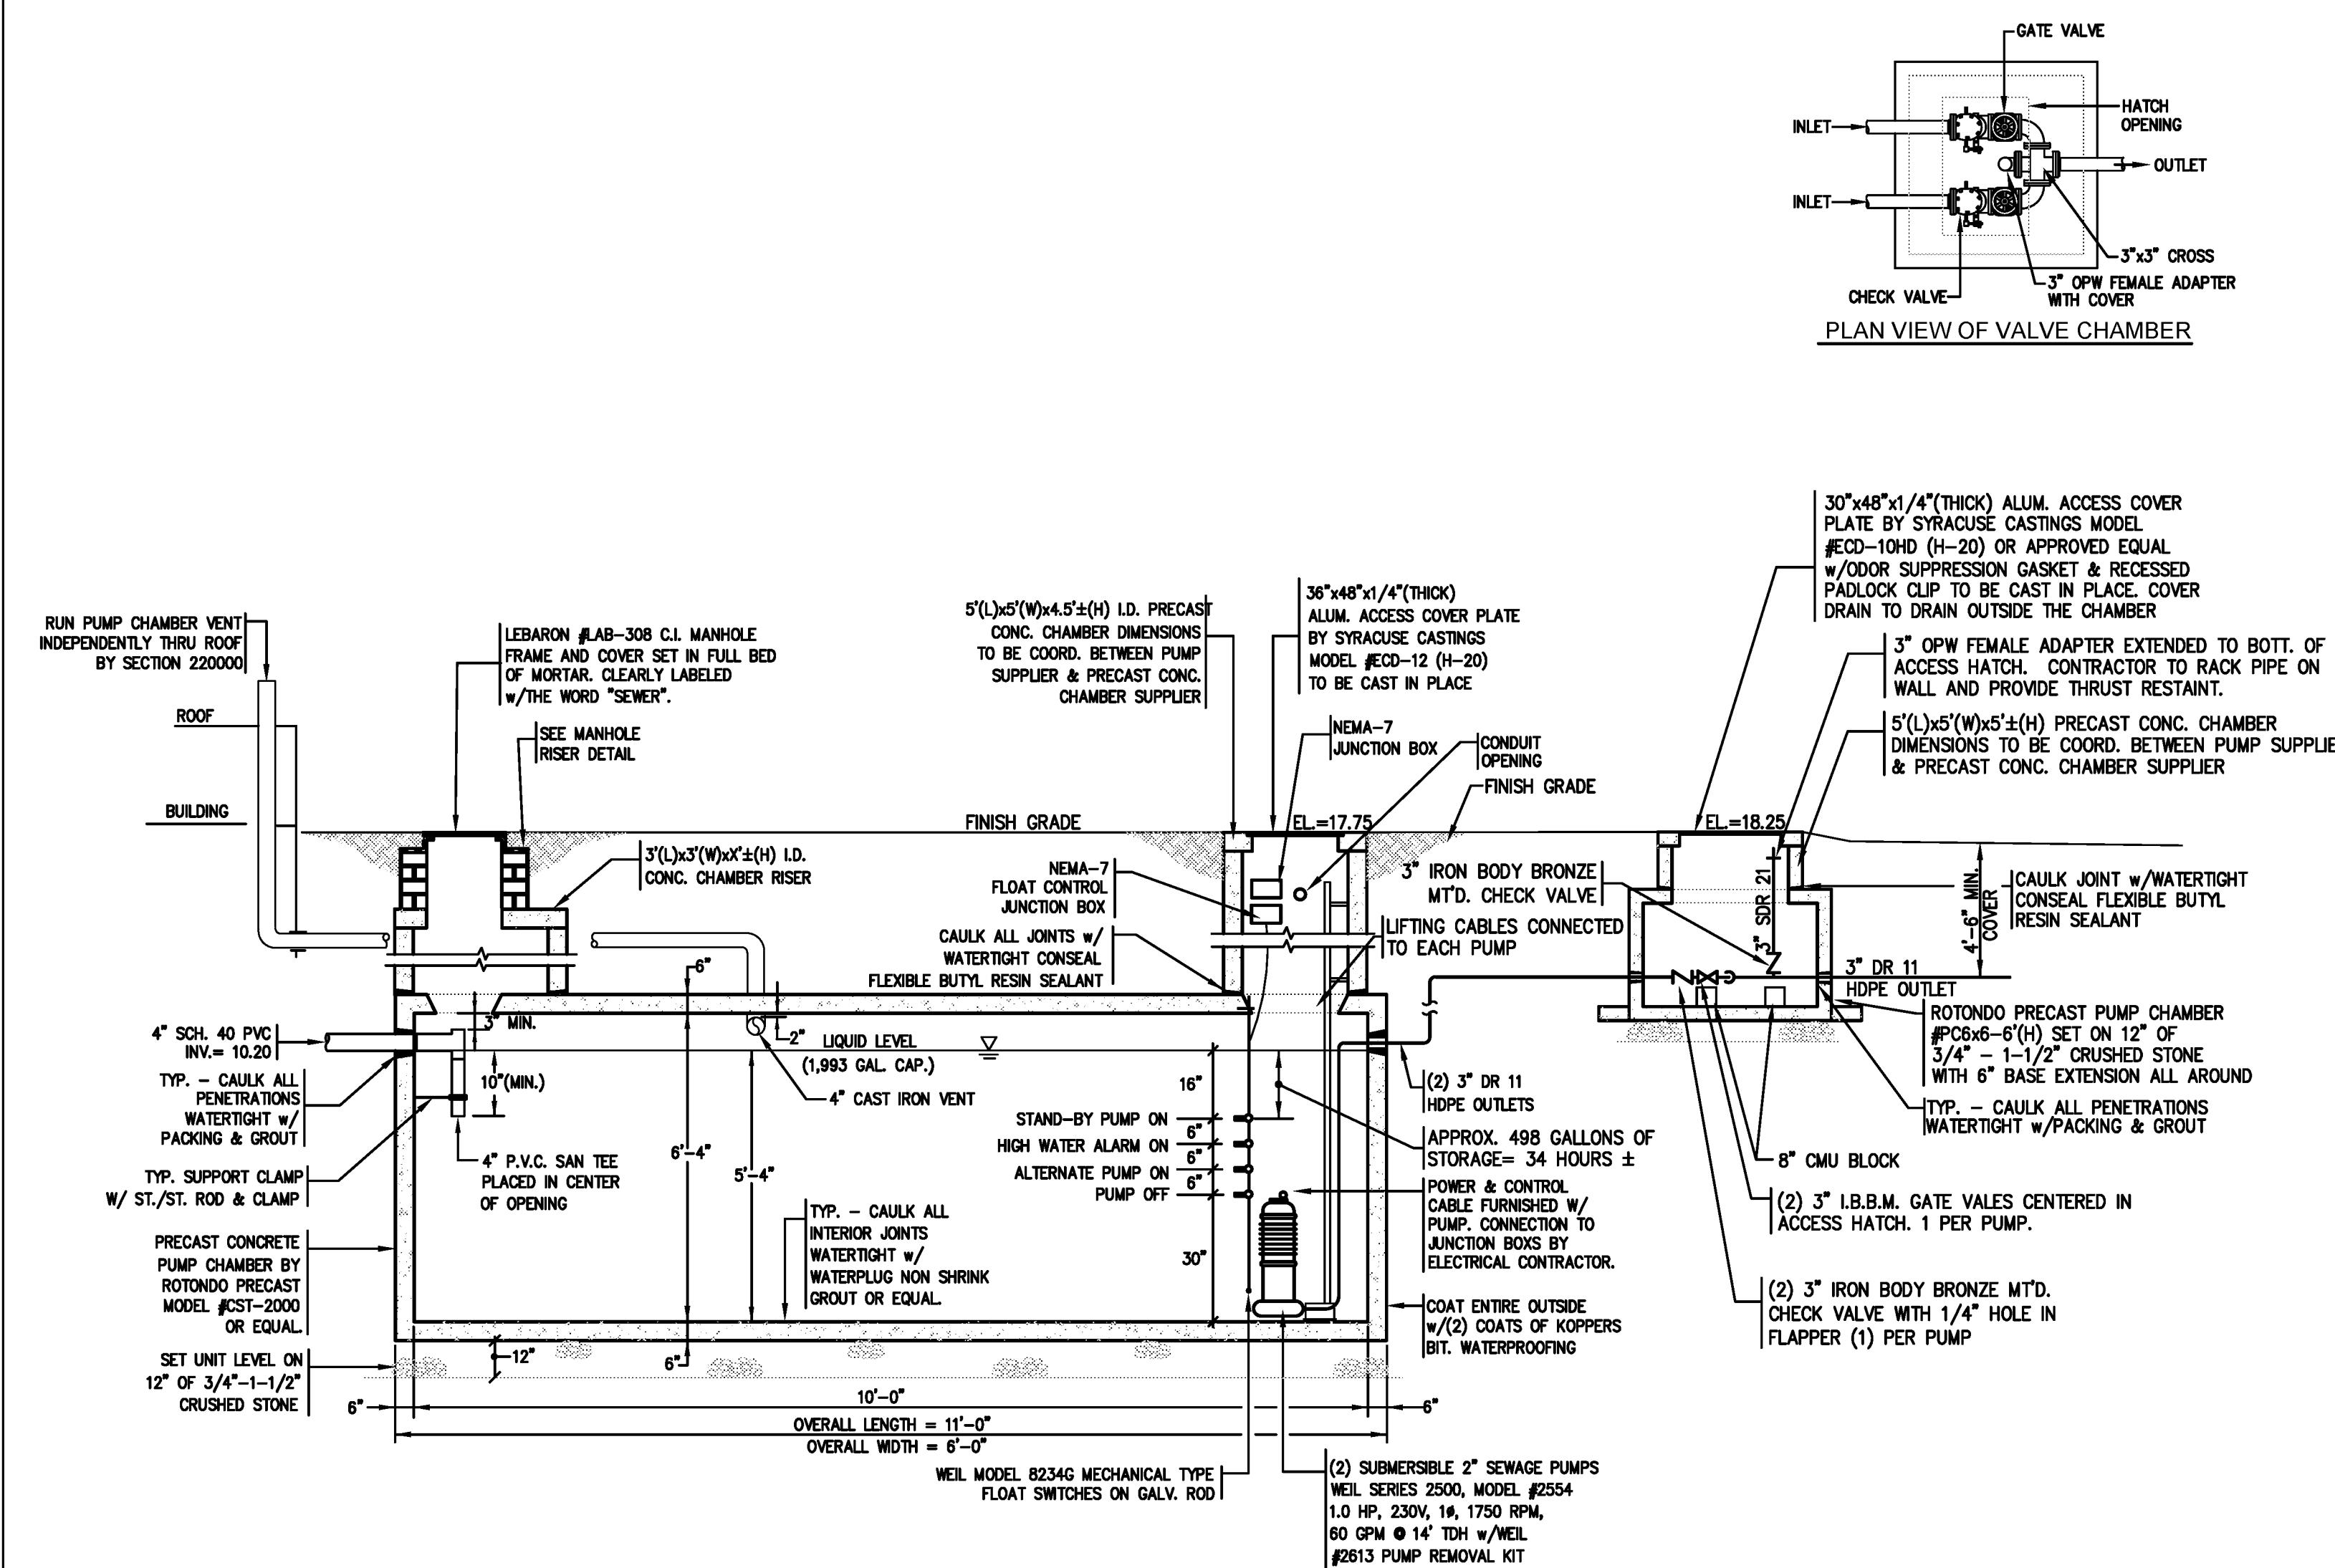 GATE VALVE
HATCH
OPENING
INLET
OUTLET
INLET
3"x3" CROSS
3" OPW FEMALE ADAPTER
WITH COVER
CHECK VALVE
PLAN VIEW OF VALVE CHAMBER
30"x48"x1/4"(THICK) ALUM. ACCESS COVER
PLATE BY SYRACUSE CASTINGS MODEL
#ECD-10HD (H-20) OR APPROVED EQUAL
w/ODOR SUPPRESSION GASKET & RECESSED
PADLOCK CLIP TO BE CAST IN PLACE. COVER
DRAIN TO DRAIN OUTSIDE THE CHAMBER
3" OPW FEMALE ADAPTER EXTENDED TO BOTT. OF
ACCESS HATCH. CONTRACTOR TO RACK PIPE ON
WALL AND PROVIDE THRUST RESTAINT.
5'(L)x5'(W)x5'±(H) PRECAST CONC. CHAMBER
DIMENSIONS TO BE COORD. BETWEEN PUMP SUPPLIE
& PRECAST CONC. CHAMBER SUPPLIER
RUN PUMP CHAMBER VENT
INDEPENDENTLY THRU ROOF
BY SECTION 220000
ROOF
BUILDING
LEBARON #LAB-308 C.I. MANHOLE
FRAME AND COVER SET IN FULL BED
OF MORTAR. CLEARLY LABELED
w/THE WORD "SEWER".
SEE MANHOLE
RISER DETAIL
5'(L)x5'(W)x4.5'±(H) I.D. PRECAST
CONC. CHAMBER DIMENSIONS
TO BE COORD. BETWEEN PUMP
SUPPLIER & PRECAST CONC.
CHAMBER SUPPLIER
36"x48"x1/4"(THICK)
ALUM. ACCESS COVER PLATE
BY SYRACUSE CASTINGS
MODEL #ECD-12 (H-20)
TO BE CAST IN PLACE
NEMA-7
JUNCTION BOX
CONDUIT
OPENING
FINISH GRADE
FINISH GRADE
EL.=17.75
EL.=18.25
3'(L)x3'(W)xX'±(H) I.D.
CONC. CHAMBER RISER
NEMA-7
FLOAT CONTROL
JUNCTION BOX
3" IRON BODY BRONZE
MT'D. CHECK VALVE
3" SDR 21
4'-6" MIN.
COVER
CAULK JOINT w/WATERTIGHT
CONSEAL FLEXIBLE BUTYL
RESIN SEALANT
CAULK ALL JOINTS w/
WATERTIGHT CONSEAL
FLEXIBLE BUTYL RESIN SEALANT
LIFTING CABLES CONNECTED
TO EACH PUMP
6"
3" DR 11
HDPE OUTLET
ROTONDO PRECAST PUMP CHAMBER
#PC6x6-6'(H) SET ON 12" OF
3/4" - 1-1/2" CRUSHED STONE
WITH 6" BASE EXTENSION ALL AROUND
4" SCH. 40 PVC
INV.= 10.20
3" MIN.
2"
LIQUID LEVEL
(1,993 GAL. CAP.)
TYP. - CAULK ALL
PENETRATIONS
WATERTIGHT w/
PACKING & GROUT
10"(MIN.)
4" CAST IRON VENT
16"
(2) 3" DR 11
HDPE OUTLETS
TYP. - CAULK ALL PENETRATIONS
WATERTIGHT w/PACKING & GROUT
STAND-BY PUMP ON
6"
HIGH WATER ALARM ON
6"
ALTERNATE PUMP ON
6"
PUMP OFF
APPROX. 498 GALLONS OF
STORAGE= 34 HOURS ±
8" CMU BLOCK
TYP. SUPPORT CLAMP
W/ ST./ST. ROD & CLAMP
4" P.V.C. SAN TEE
PLACED IN CENTER
OF OPENING
6'-4"
5'-4"
POWER & CONTROL
CABLE FURNISHED W/
PUMP. CONNECTION TO
JUNCTION BOXS BY
ELECTRICAL CONTRACTOR.
(2) 3" I.B.B.M. GATE VALES CENTERED IN
ACCESS HATCH. 1 PER PUMP.
PRECAST CONCRETE
PUMP CHAMBER BY
ROTONDO PRECAST
MODEL #CST-2000
OR EQUAL.
TYP. - CAULK ALL
INTERIOR JOINTS
WATERTIGHT w/
WATERPLUG NON SHRINK
GROUT OR EQUAL.
30"
(2) 3" IRON BODY BRONZE MT'D.
CHECK VALVE WITH 1/4" HOLE IN
FLAPPER (1) PER PUMP
COAT ENTIRE OUTSIDE
w/(2) COATS OF KOPPERS
BIT. WATERPROOFING
SET UNIT LEVEL ON
12" OF 3/4"-1-1/2"
CRUSHED STONE
12"
6"
6"
10'-0"
6"
OVERALL LENGTH = 11'-0"
OVERALL WIDTH = 6'-0"
WEIL MODEL 8234G MECHANICAL TYPE
FLOAT SWITCHES ON GALV. ROD
(2) SUBMERSIBLE 2" SEWAGE PUMPS
WEIL SERIES 2500, MODEL #2554
1.0 HP, 230V, 1ø, 1750 RPM,
60 GPM @ 14' TDH w/WEIL
#2613 PUMP REMOVAL KIT